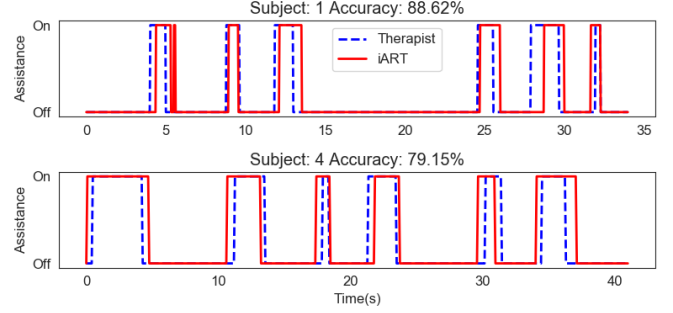 Subject: 1 Accuracy: 88.62%
On
Off
Assistance
Therapist
iART
0 5 10 15 20 25 30 35
Subject: 4 Accuracy: 79.15%
On
Off
Assistance
0 10 20 30 40
Time(s)